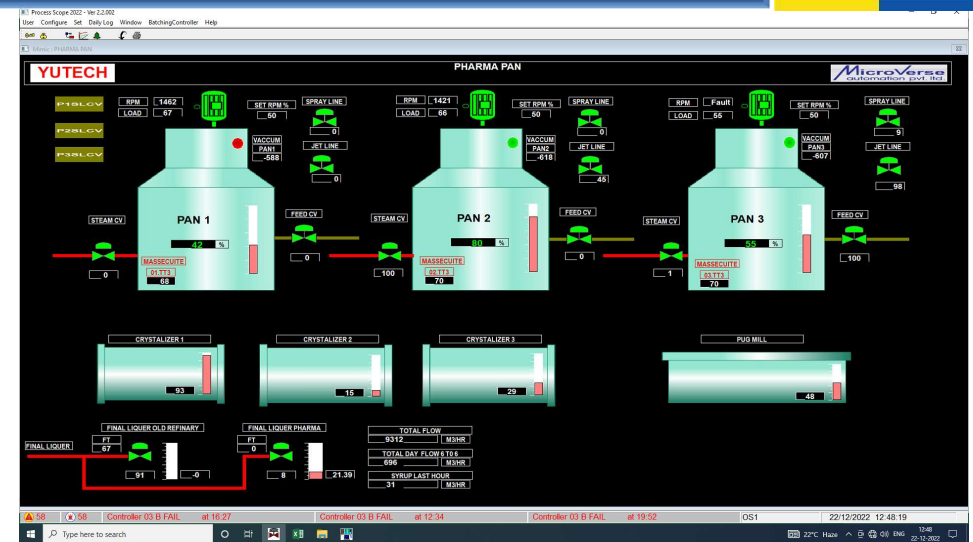 Process Scope 2022 - Ver 2.2.002
User Configure Set Daily Log Window BatchingController Help
Menic : PHARMA PAN
YUTECH
PHARMA PAN
MicroVerse
automation pvt. ltd.
P1SLCV
P2SLCV
P3SLCV
RPM 1462
LOAD 67
SET RPM %
50
SPRAY LINE
0
VACCUM
PAN1
-588
JET LINE
0
RPM 1421
LOAD 66
SET RPM %
50
SPRAY LINE
0
VACCUM
PAN2
-618
JET LINE
45
RPM Fault
LOAD 55
SET RPM %
50
SPRAY LINE
9
VACCUM
PAN3
-607
JET LINE
98
STEAM CV
0
PAN 1
42 %
MASSECUITE
01.TT3
68
FEED CV
0
STEAM CV
100
PAN 2
80 %
MASSECUITE
02.TT3
70
FEED CV
0
STEAM CV
1
PAN 3
55 %
MASSECUITE
03.TT3
70
FEED CV
100
CRYSTALIZER 1
93
CRYSTALIZER 2
15
CRYSTALIZER 3
29
PUG MILL
48
FINAL LIQUER
FINAL LIQUER OLD REFINARY
FT
67
91
-0
FINAL LIQUER PHARMA
FT
0
8
21.39
TOTAL FLOW
9312 M3/HR
TOTAL DAY FLOW 6 TO 6
696 M3/HR
SYRUP LAST HOUR
31 M3/HR
58 58 Controller 03 B FAIL at 16:27 Controller 03 B FAIL at 12:34 Controller 03 B FAIL at 19:52 OS1 22/12/2022 12:48:19
Type here to search
22°C Haze ENG
12:48
22-12-2022